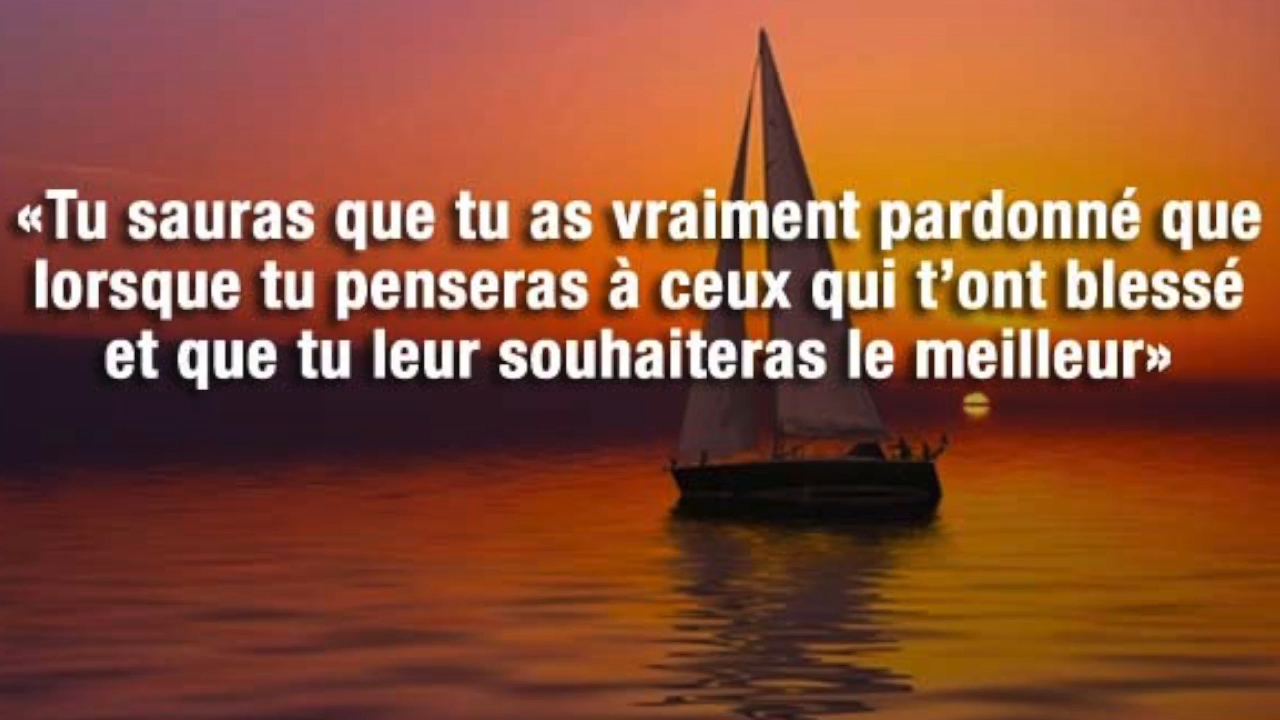 «Tu sauras que tu as vraiment pardonné que
lorsque tu penseras à ceux qui t’ont blessé
et que tu leur souhaiteras le meilleur»